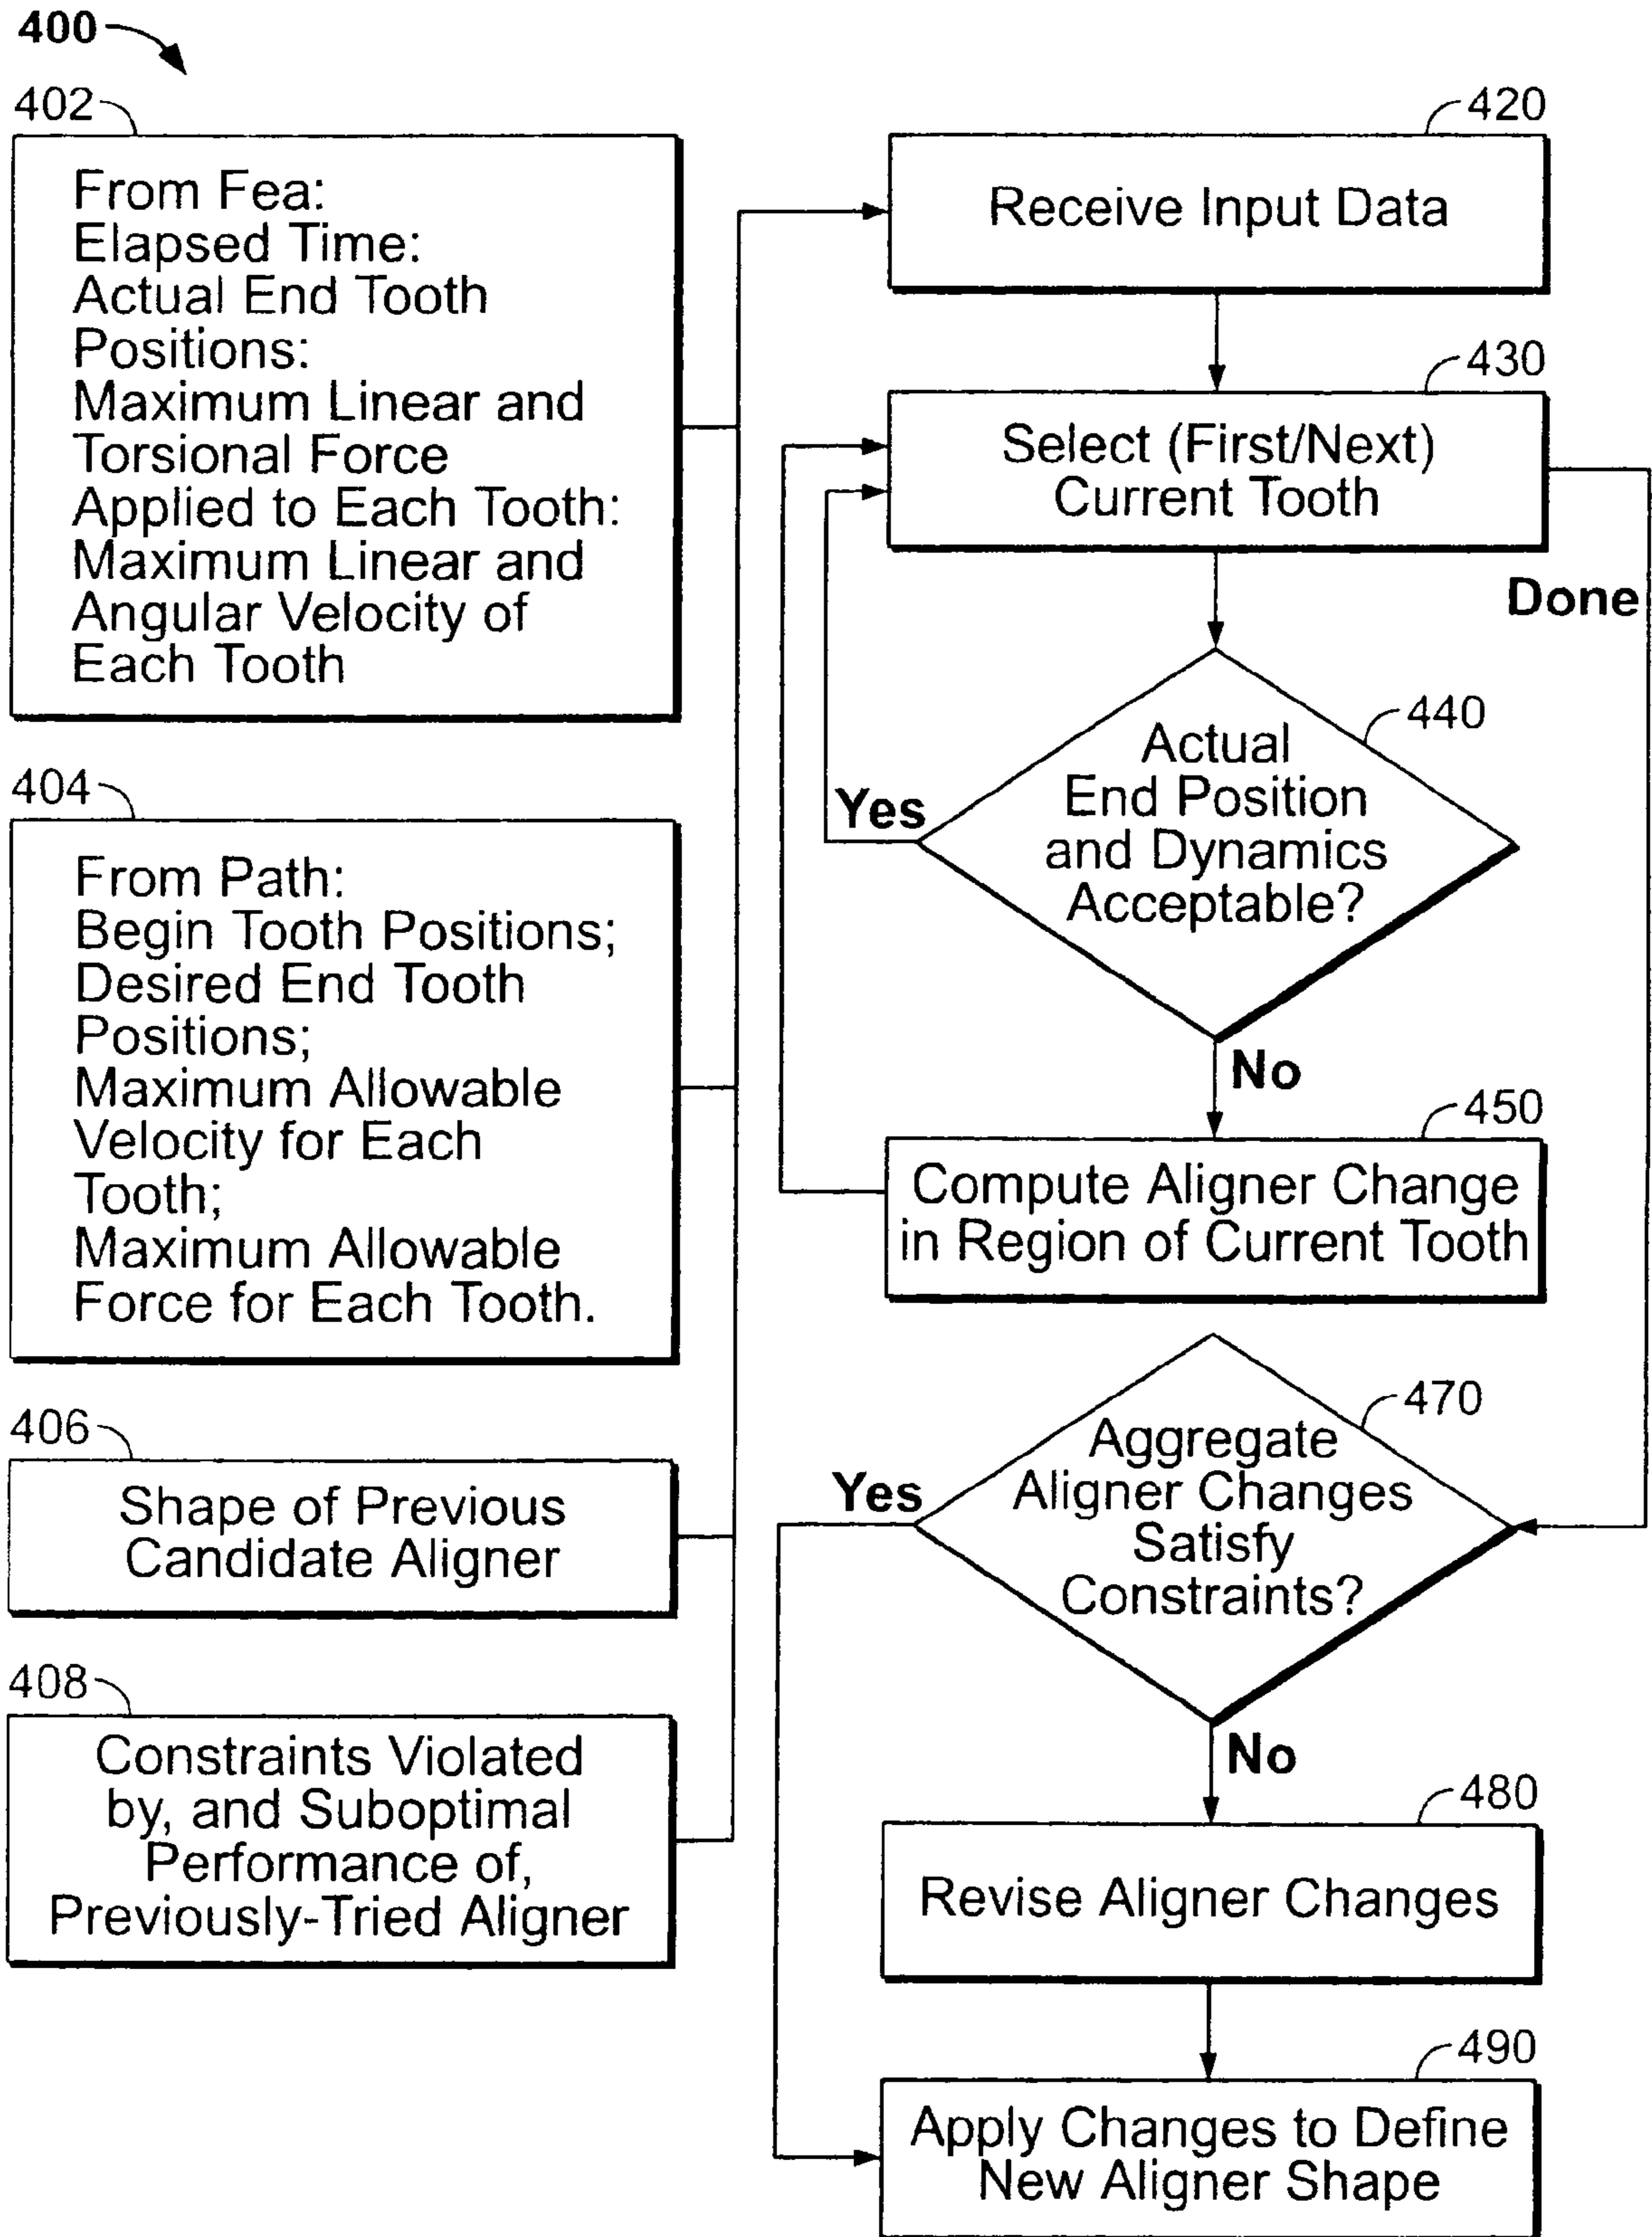 400
402
From Fea:
Elapsed Time:
Actual End Tooth
Positions:
Maximum Linear and
Torsional Force
Applied to Each Tooth:
Maximum Linear and
Angular Velocity of
Each Tooth
404
From Path:
Begin Tooth Positions;
Desired End Tooth
Positions;
Maximum Allowable
Velocity for Each
Tooth;
Maximum Allowable
Force for Each Tooth.
406
Shape of Previous
Candidate Aligner
408
Constraints Violated
by, and Suboptimal
Performance of,
Previously-Tried Aligner
420
Receive Input Data
430
Select (First/Next)
Current Tooth
Done
440
Actual
End Position
and Dynamics
Acceptable?
Yes
No
450
Compute Aligner Change
in Region of Current Tooth
470
Aggregate
Aligner Changes
Satisfy
Constraints?
Yes
No
480
Revise Aligner Changes
490
Apply Changes to Define
New Aligner Shape